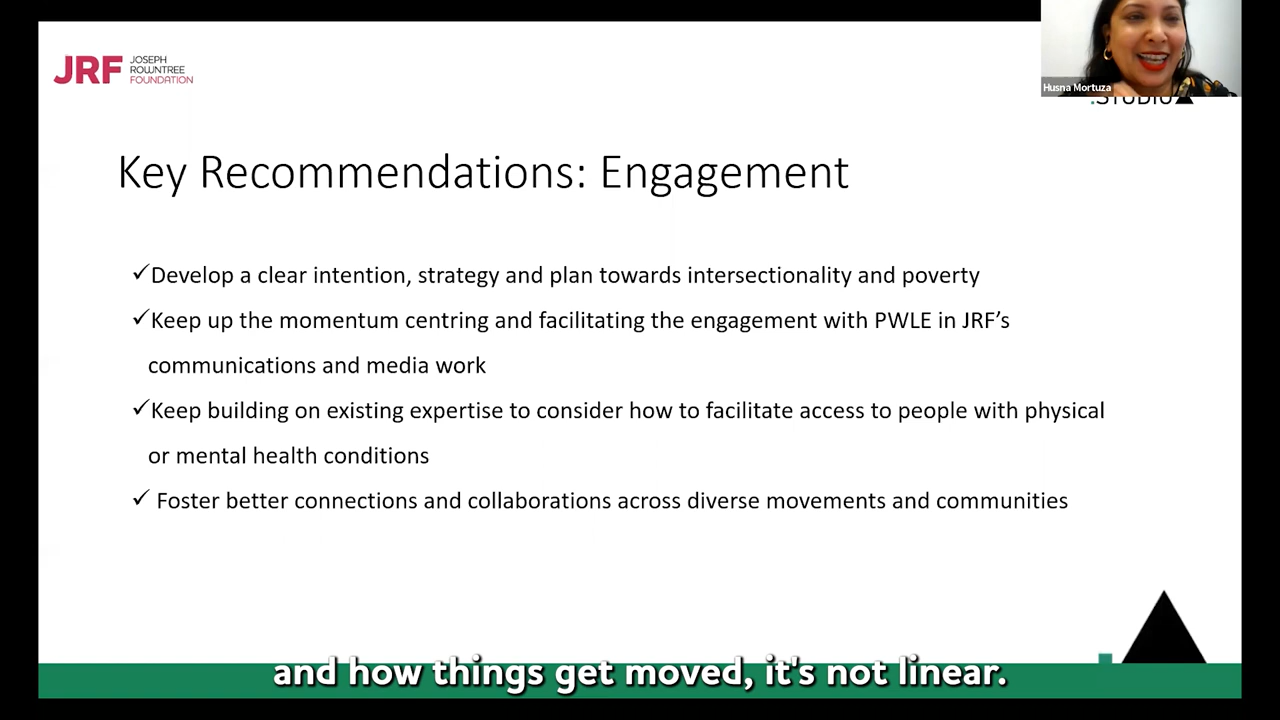 JRF JOSEPH
ROWNTREE
FOUNDATION
Husna Mortuza
.STUDIO
Key Recommendations: Engagement
✓Develop a clear intention, strategy and plan towards intersectionality and poverty
✓Keep up the momentum centring and facilitating the engagement with PWLE in JRF’s
communications and media work
✓Keep building on existing expertise to consider how to facilitate access to people with physical
or mental health conditions
✓ Foster better connections and collaborations across diverse movements and communities
and how things get moved, it's not linear.